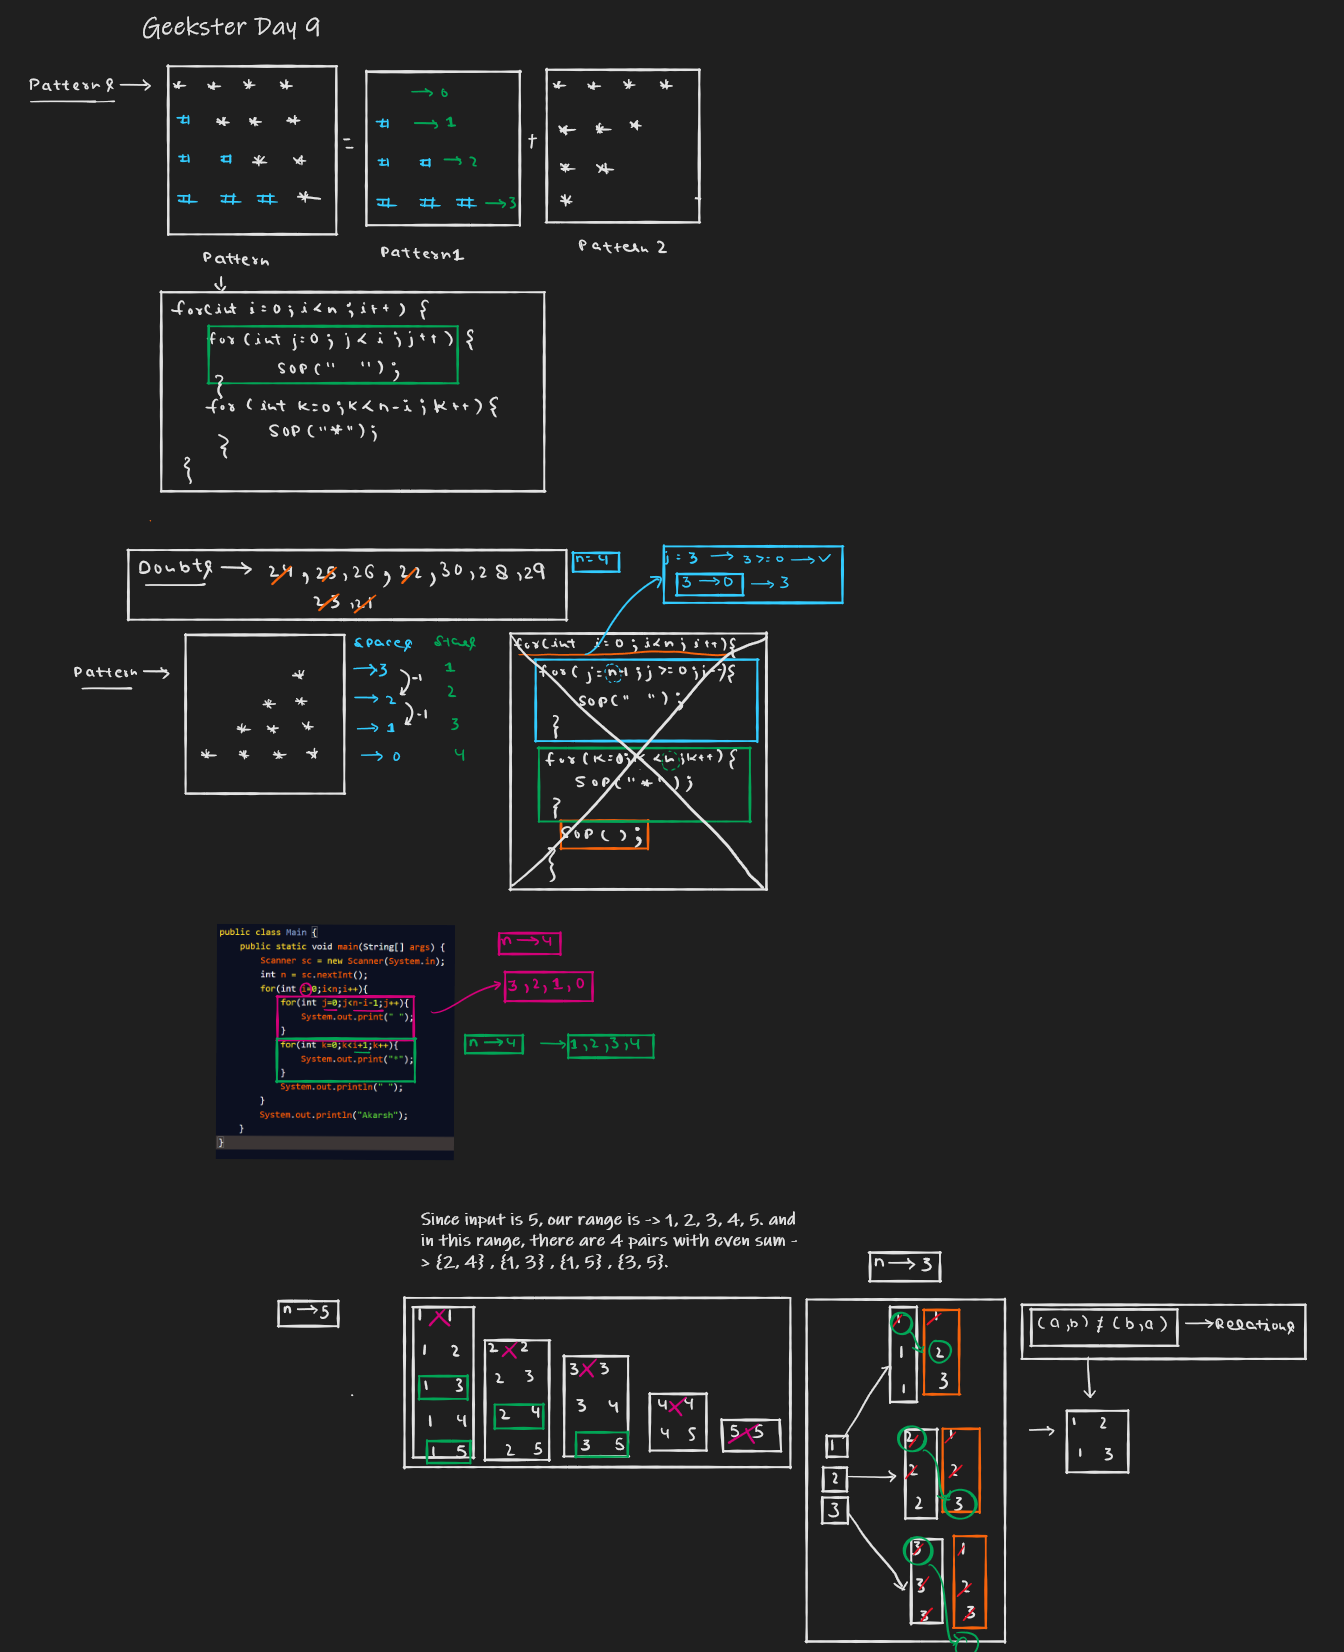 Geekster Day 9
Patterns →
* * * *
# * * *
# # * *
# # # *
=
→ 0
# → 1
# # → 2
# # # → 3
+
* * * *
* * *
* *
*
Pattern
Pattern1
Pattern 2
for(int i=0; i<n; i++) {
for (int j=0; j<i; j++) {
SOP(" ");
}
for (int k=0; k<n-i; k++){
SOP("*");
}
{
Doubts → 24, 25, 26, 22, 30, 28, 29
23, 21
n=4
j = 3 → 3>=0 → ✓
3 → 0 → 3
Pattern →
*
* *
* * *
* * * *
Spaces Stars
→3 1
→2 2
→1 3
→0 4
-1
-1
for(int i=0; i<n; i++){
for( j=n-1; j>=0; j--){
SOP(" ");
}
for (k=0; k<n; k++) {
SOP("*");
}
SOP();
}
public class Main {
public static void main(String[] args) {
Scanner sc = new Scanner(System.in);
int n = sc.nextInt();
for(int i=0;i<n;i++){
for(int j=0;j<n-i-1;j++){
System.out.print(" ");
}
for(int k=0;k<i+1;k++){
System.out.print("*");
}
System.out.println(" ");
}
System.out.println("Akarsh");
}
}
n → 4
3, 2, 1, 0
n → 4 → 1, 2, 3, 4
Since input is 5, our range is -> 1, 2, 3, 4, 5. and
in this range, there are 4 pairs with even sum -
> {2, 4} , {1, 3} , {1, 5} , {3, 5}.
n → 5
1 1
1 2
1 3
1 4
1 5
2 2
2 3
2 4
2 5
3 3
3 4
3 5
4 4
4 5
5 5
n → 3
1
2
3
1 1
1 2
1 3
2 1
2 2
2 3
3 1
3 2
3 3
(a,b) ≠ (b,a) → Relations
→
1 2
1 3